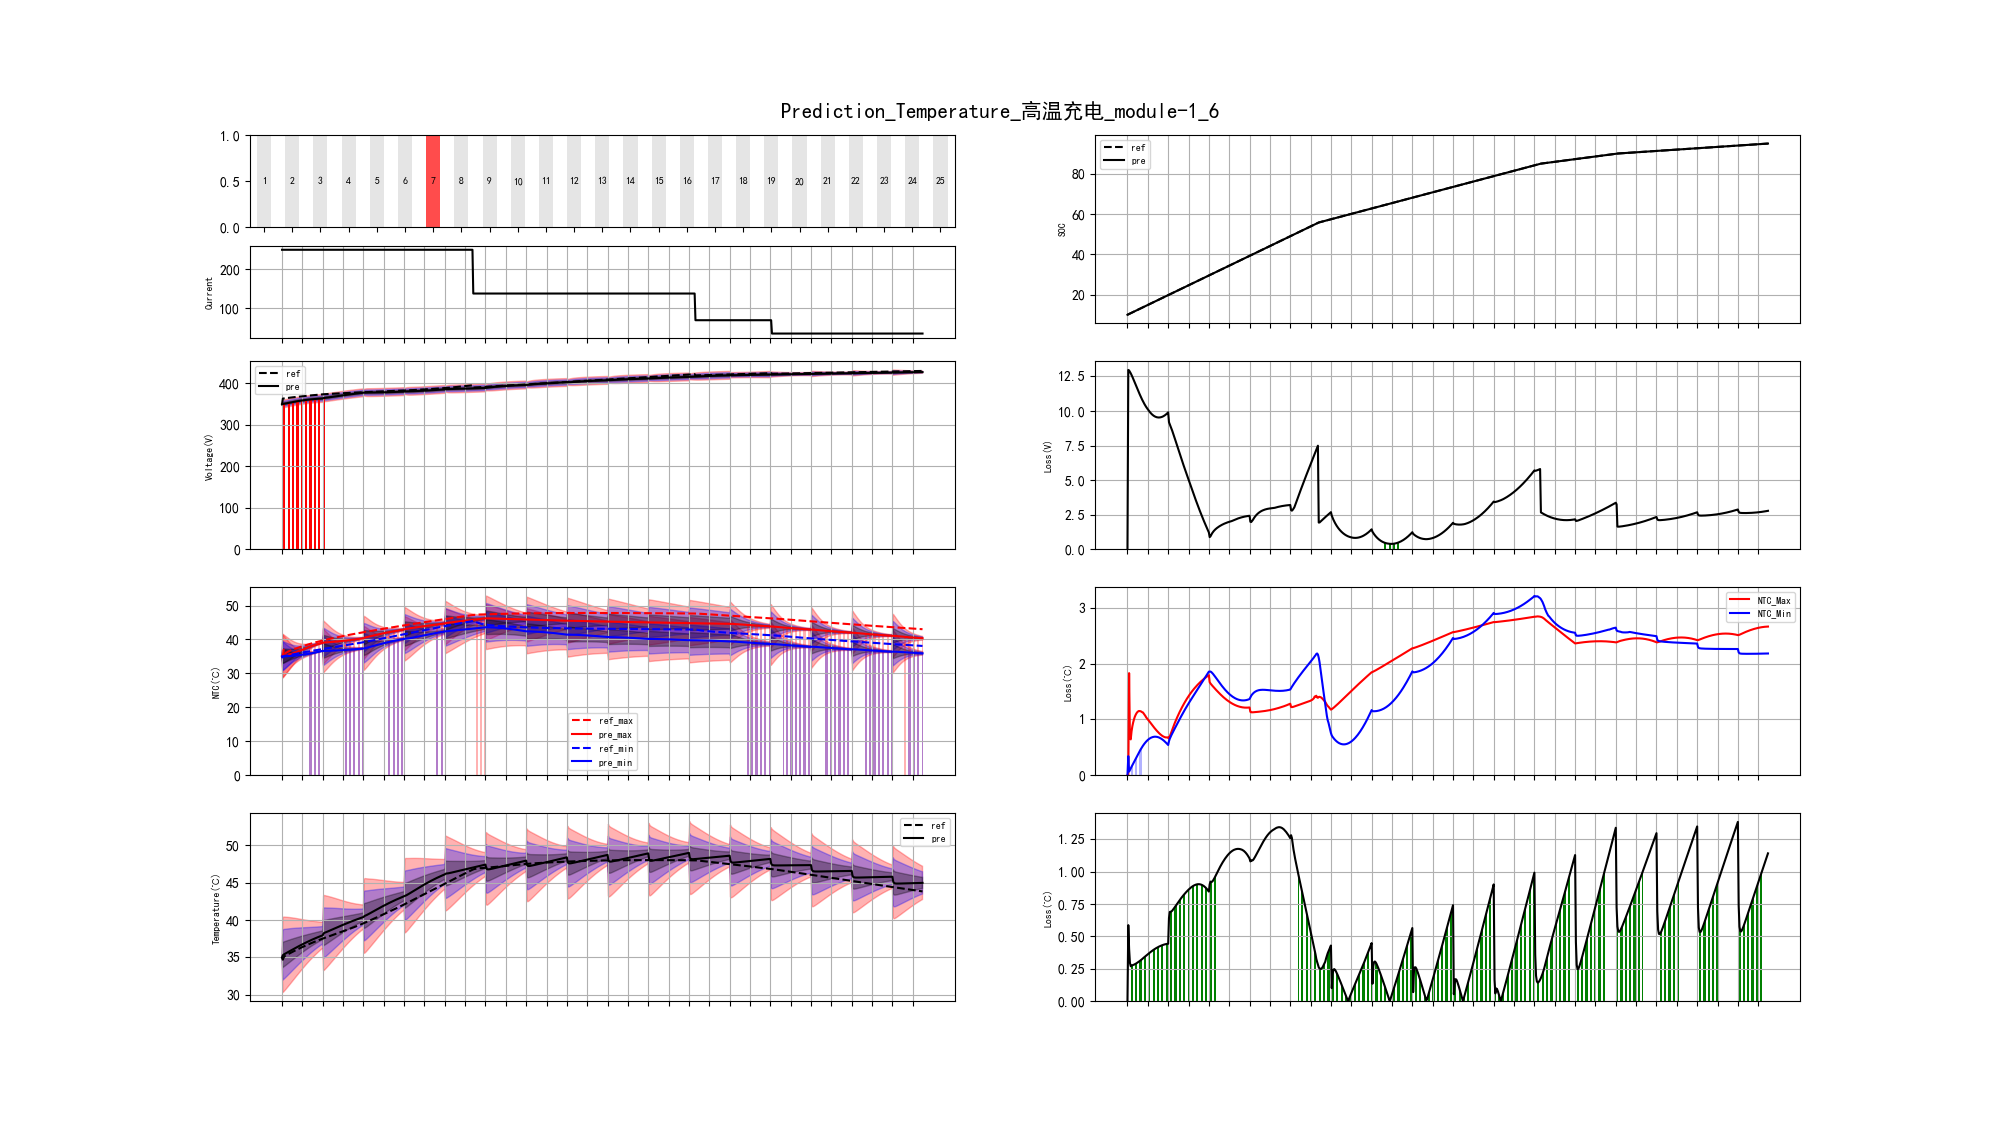 Prediction_Temperature_高温充电_module-1_6
1.0
0.5
0.0
1 2 3 4 5 6 7 8 9 10 11 12 13 14 15 16 17 18 19 20 21 22 23 24 25
Current
200
100
Voltage(V)
400
300
200
100
0
ref
pre
NTC(℃)
50
40
30
20
10
0
ref_max
pre_max
ref_min
pre_min
Temperature(℃)
50
45
40
35
30
ref
pre
SOC
80
60
40
20
ref
pre
Loss(V)
12.5
10.0
7.5
5.0
2.5
0.0
Loss(℃)
3
2
1
0
NTC_Max
NTC_Min
Loss(℃)
1.25
1.00
0.75
0.50
0.25
0.00